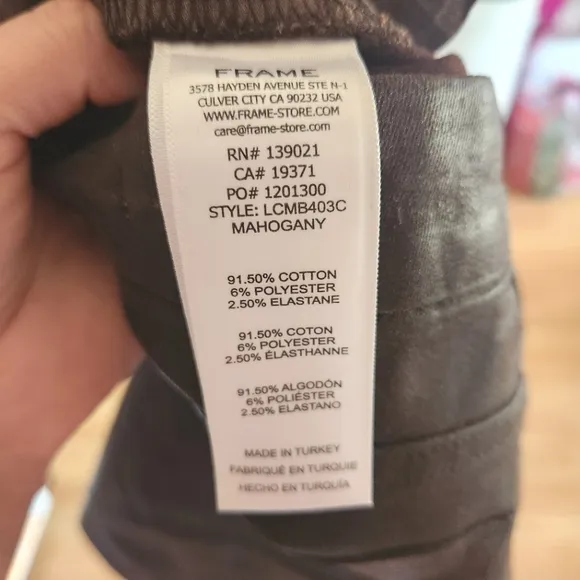 FRAME
3578 HAYDEN AVENUE STE N-1
CULVER CITY CA 90232 USA
WWW.FRAME-STORE.COM
care@frame-store.com
RN# 139021
CA# 19371
PO# 1201300
STYLE: LCMB403C
MAHOGANY
91.50% COTTON
6% POLYESTER
2.50% ELASTANE
91.50% COTON
6% POLYESTER
2.50% ÉLASTHANNE
91.50% ALGODÓN
6% POLIÉSTER
2.50% ELASTANO
MADE IN TURKEY
FABRIQUÉ EN TURQUIE
HECHO EN TURQUÍA